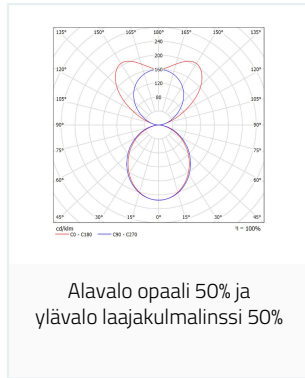 135° 150° 165° 180° 165° 150° 135°
240
120° 200 120°
160
105° 120 105°
80
90° 90°
75° 75°
60° 60°
45° 30° 15° 0° 15° 30° 45°
cd/klm η = 100%
C0 - C180 C90 - C270
Alavalo opaali 50% ja
ylävalo laajakulmalinssi 50%